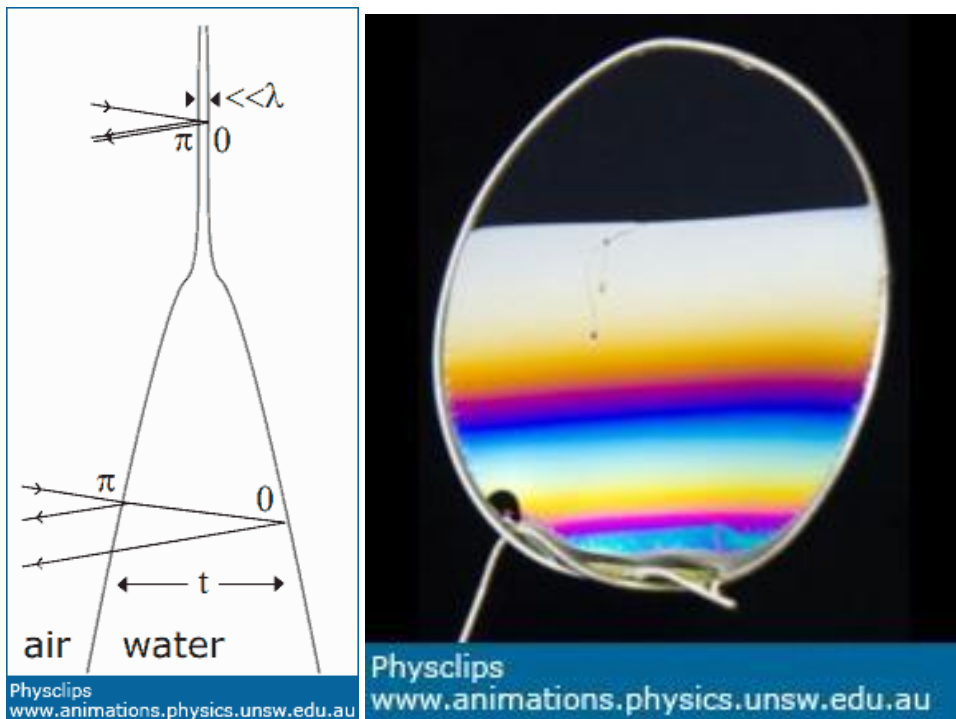 <<λ
π 0
π
0
t
air water
Physclips
www.animations.physics.unsw.edu.au
Physclips
www.animations.physics.unsw.edu.au